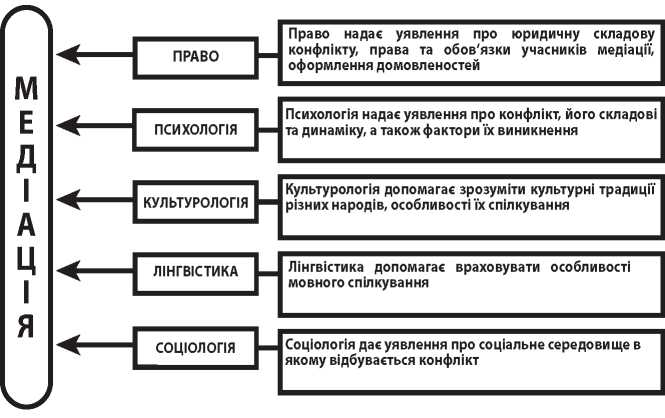 МЕДІАЦІЯ
ПРАВО
Право надає уявлення про юридичну складову
конфлікту, права та обов'язки учасників медіації,
оформлення домовленостей
ПСИХОЛОГІЯ
Психологія надає уявлення про конфлікт, його складові
та динаміку, а також фактори їх виникнення
КУЛЬТУРОЛОГІЯ
Культурологія допомагає зрозуміти культурні традиції
різних народів, особливості їх спілкування
ЛІНГВІСТИКА
Лінгвістика допомагає враховувати особливості
мовного спілкування
СОЦІОЛОГІЯ
Соціологія дає уявлення про соціальне середовище в
якому відбувається конфлікт